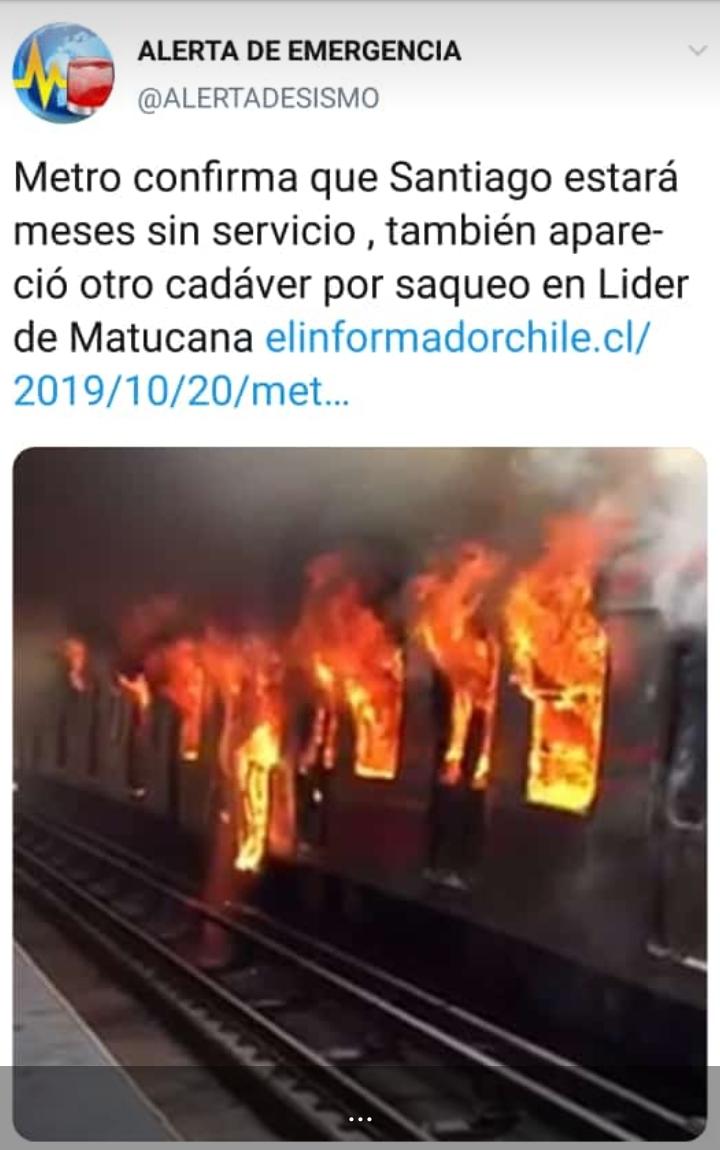 ALERTA DE EMERGENCIA
@ALERTADESISMO
Metro confirma que Santiago estará
meses sin servicio , también apare-
ció otro cadáver por saqueo en Lider
de Matucana elinformadorchile.cl/
2019/10/20/met...
...